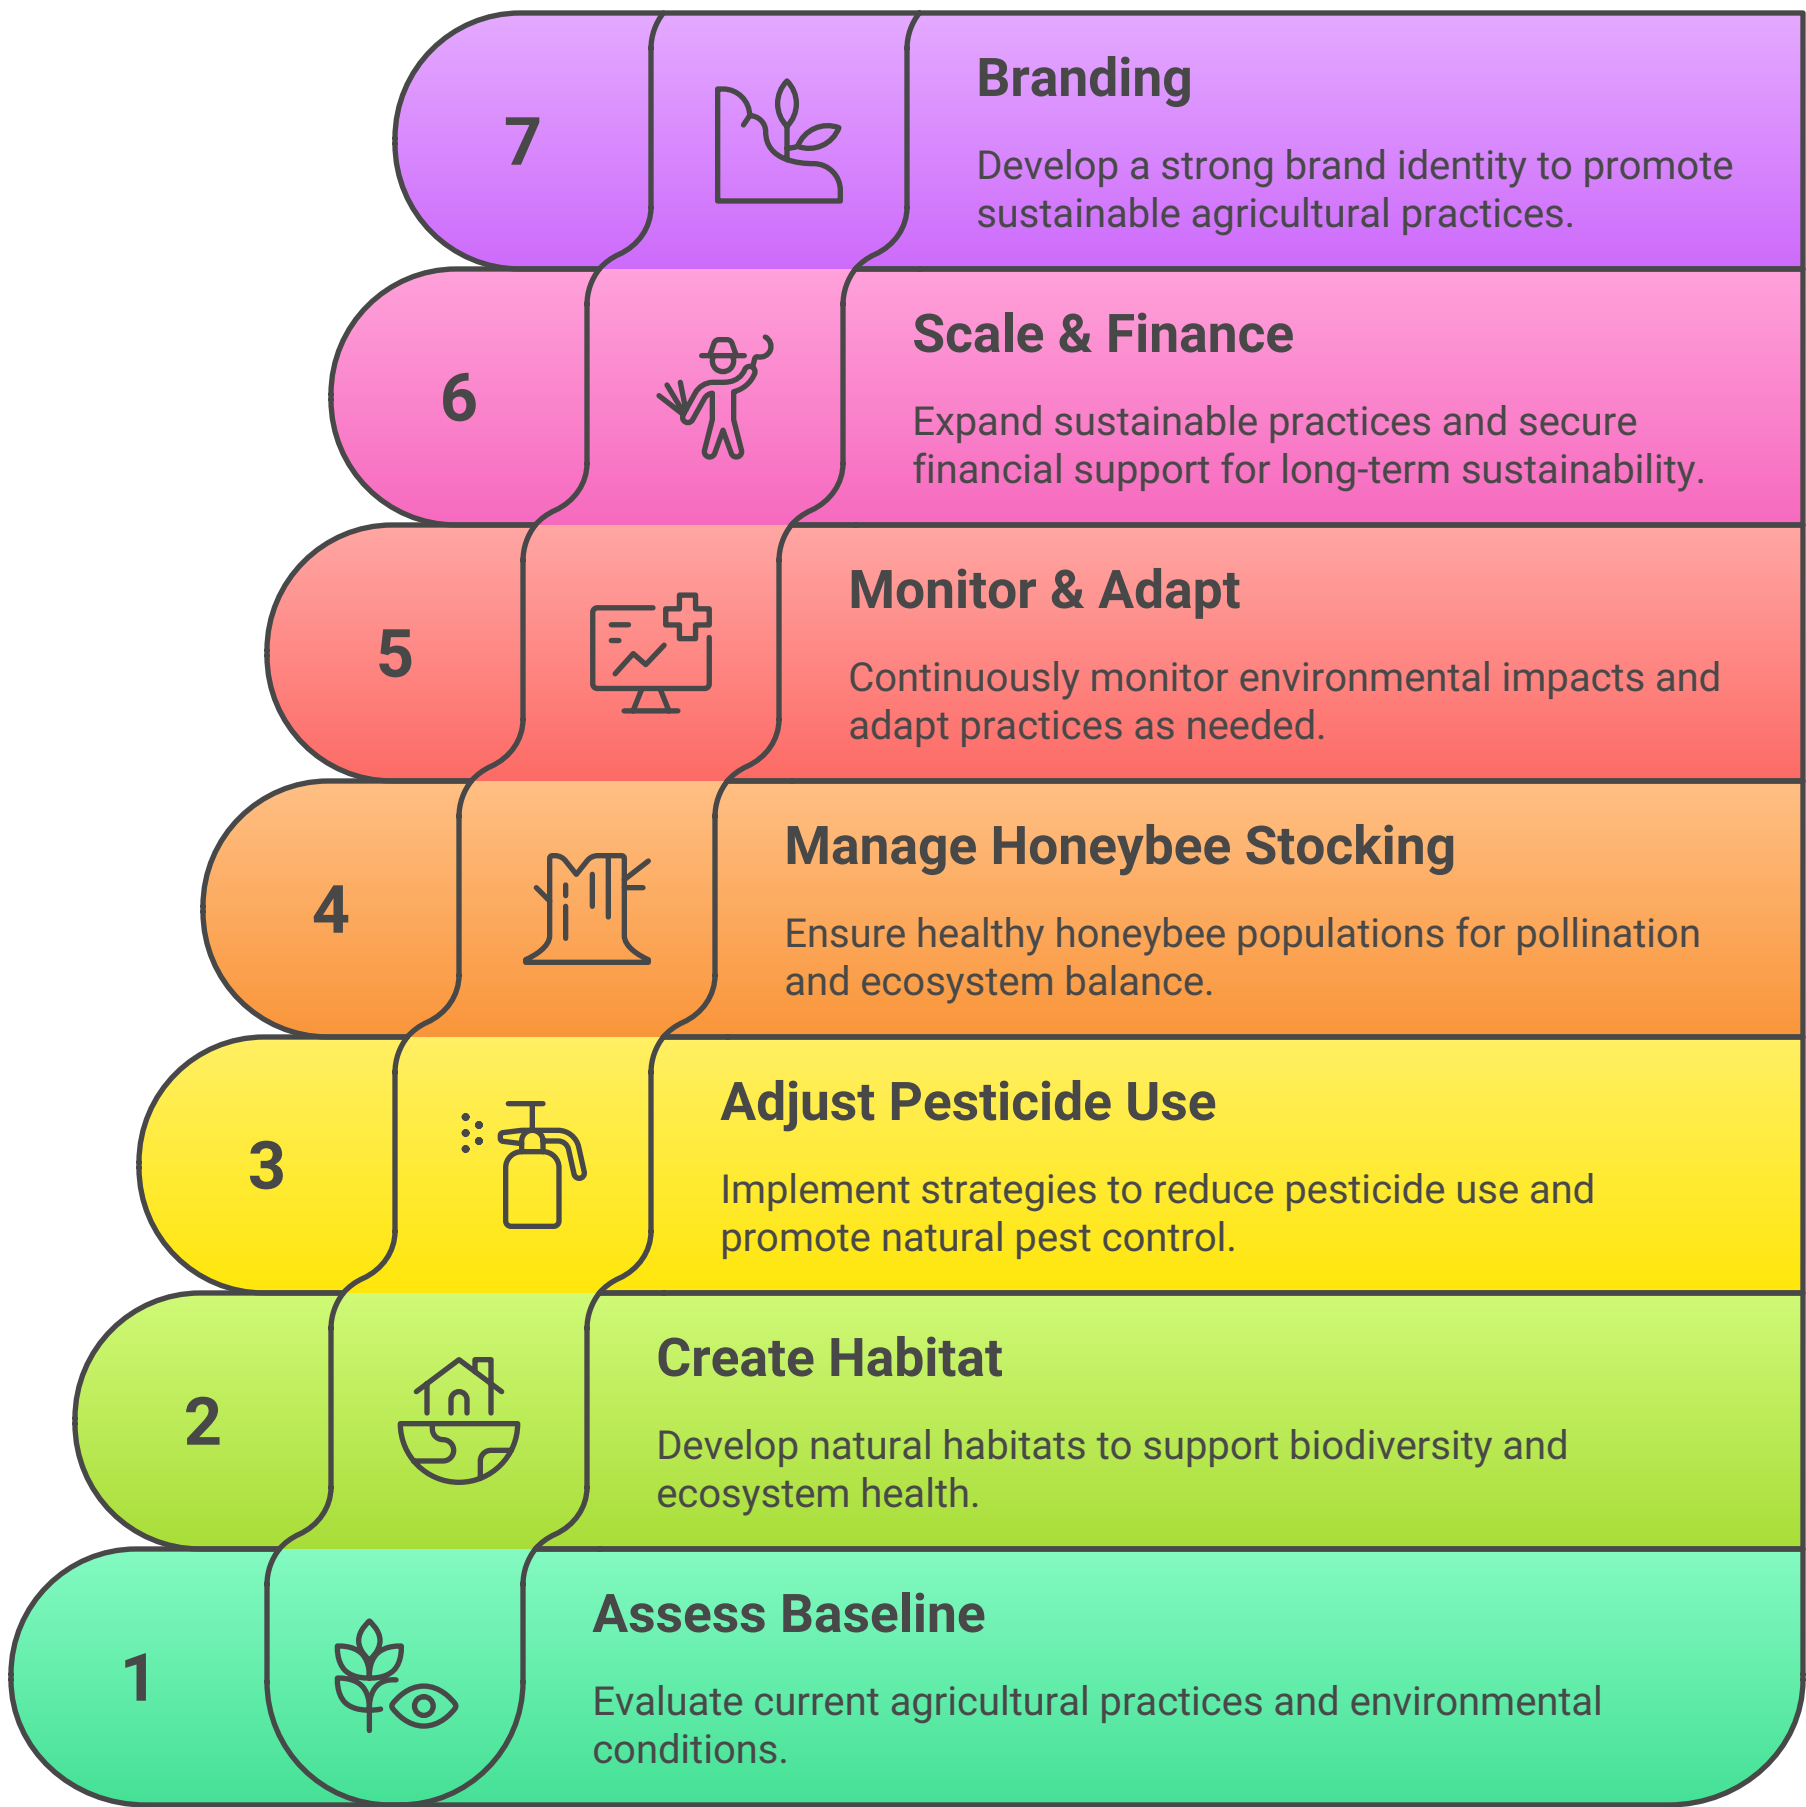 7
Branding
Develop a strong brand identity to promote
sustainable agricultural practices.
6
Scale & Finance
Expand sustainable practices and secure
financial support for long-term sustainability.
5
Monitor & Adapt
Continuously monitor environmental impacts and
adapt practices as needed.
4
Manage Honeybee Stocking
Ensure healthy honeybee populations for pollination
and ecosystem balance.
3
Adjust Pesticide Use
Implement strategies to reduce pesticide use and
promote natural pest control.
2
Create Habitat
Develop natural habitats to support biodiversity and
ecosystem health.
1
Assess Baseline
Evaluate current agricultural practices and environmental
conditions.